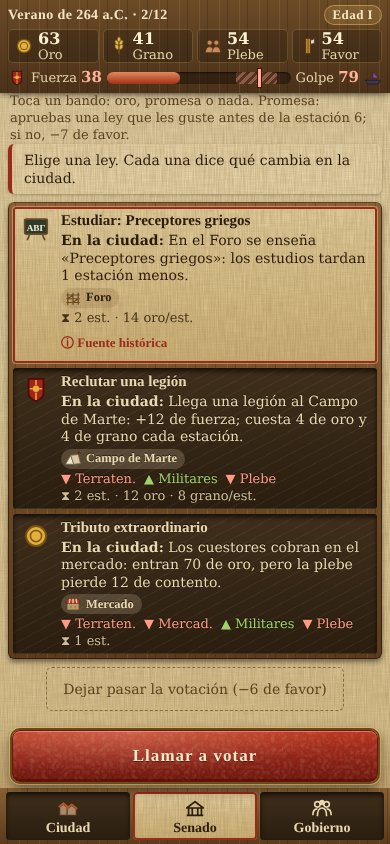 Verano de 264 a.C. · 2/12
Edad I
63
Oro
41
Grano
54
Plebe
54
Favor
Fuerza 38
Golpe 79
Toca un bando: oro, promesa o nada. Promesa:
apruebas una ley que les guste antes de la estación 6;
si no, −7 de favor.
Elige una ley. Cada una dice qué cambia en la
ciudad.
ΑΒΓ
Estudiar: Preceptores griegos
En la ciudad: En el Foro se enseña
«Preceptores griegos»: los estudios tardan
1 estación menos.
Foro
⧗ 2 est. · 14 oro/est.
ⓘ Fuente histórica
Reclutar una legión
En la ciudad: Llega una legión al Campo
de Marte: +12 de fuerza; cuesta 4 de oro y
4 de grano cada estación.
Campo de Marte
▼ Terraten. ▲ Militares ▼ Plebe
⧗ 2 est. · 12 oro · 8 grano/est.
Tributo extraordinario
En la ciudad: Los cuestores cobran en el
mercado: entran 70 de oro, pero la plebe
pierde 12 de contento.
Mercado
▼ Terraten. ▼ Mercad. ▲ Militares ▼ Plebe
⧗ 1 est.
Dejar pasar la votación (−6 de favor)
Llamar a votar
Ciudad
Senado
Gobierno